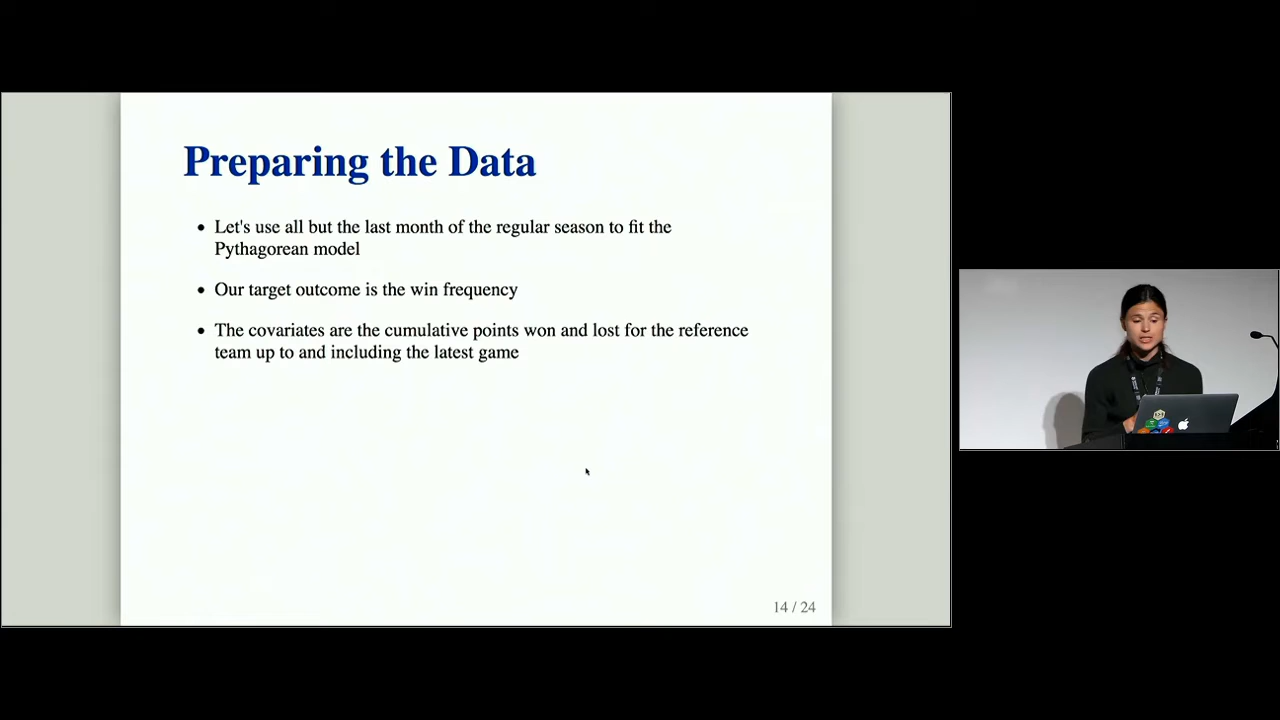 Preparing the Data
Let's use all but the last month of the regular season to fit the
Pythagorean model
Our target outcome is the win frequency
The covariates are the cumulative points won and lost for the reference
team up to and including the latest game
14 / 24